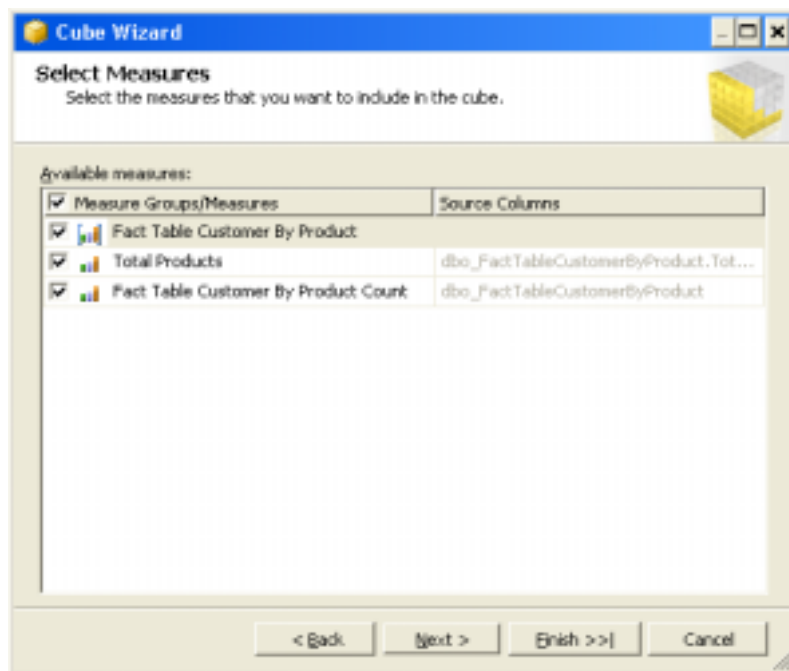 Cube Wizard
Select Measures
Select the measures that you want to include in the cube.
Available measures:
Measure Groups/Measures Source Columns
Fact Table Customer By Product
Total Products dbo_FactTableCustomerByProduct.Tot...
Fact Table Customer By Product Count dbo_FactTableCustomerByProduct
< Back Next > Finish >>| Cancel